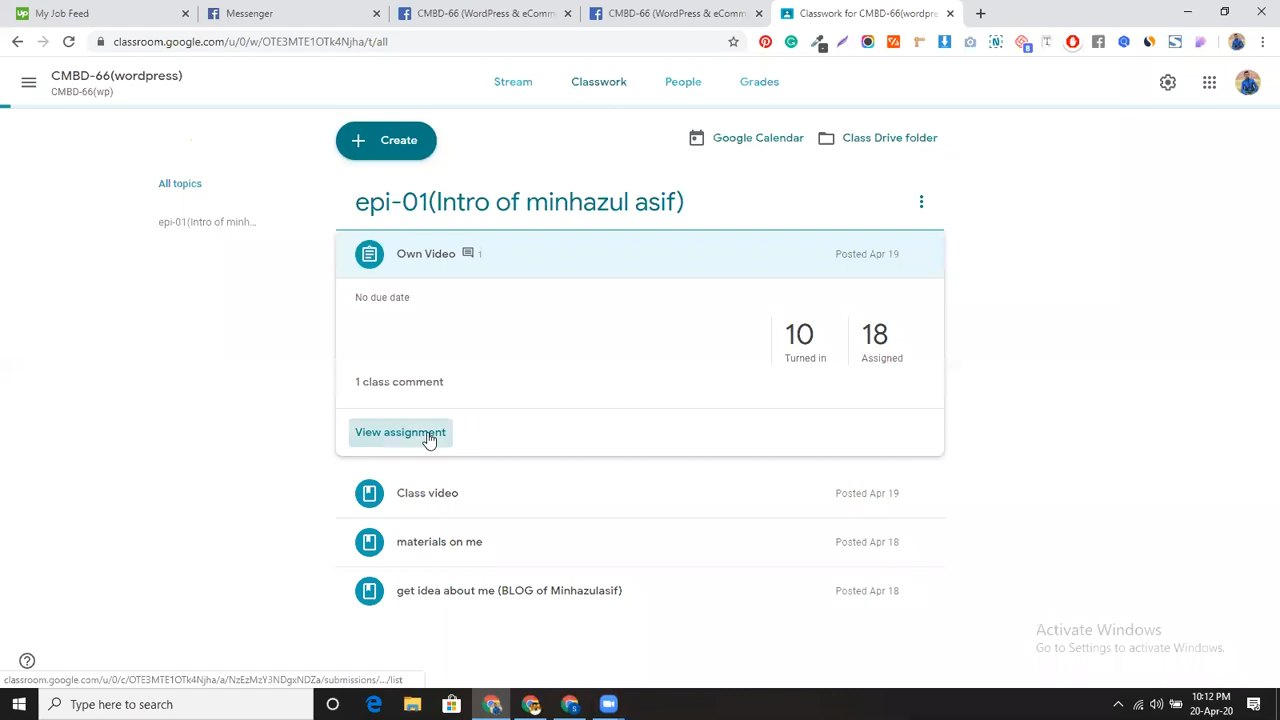 My Job Feed
Messenger
CMBD-65 (WordPress & eComm
CMBD-66 (WordPress & eComm
Classwork for CMBD-66(wordpre
classroom.google.com/u/0/w/OTE3MTE1OTk4Njha/t/all
8
CMBD-66(wordpress)
CMBD-66(wp)
Stream
Classwork
People
Grades
Create
Google Calendar
Class Drive folder
All topics
epi-01(Intro of minh...
epi-01(Intro of minhazul asif)
Own Video 1
Posted Apr 19
No due date
10
Turned in
18
Assigned
1 class comment
View assignment
Class video
Posted Apr 19
materials on me
Posted Apr 18
get idea about me (BLOG of Minhazulasif)
Posted Apr 18
Activate Windows
Go to Settings to activate Windows.
classroom.google.com/u/0/c/OTE3MTE1OTk4Njha/a/NzEzMzY3NDgxNDZa/submissions/.../list
Type here to search
10:12 PM
20-Apr-20